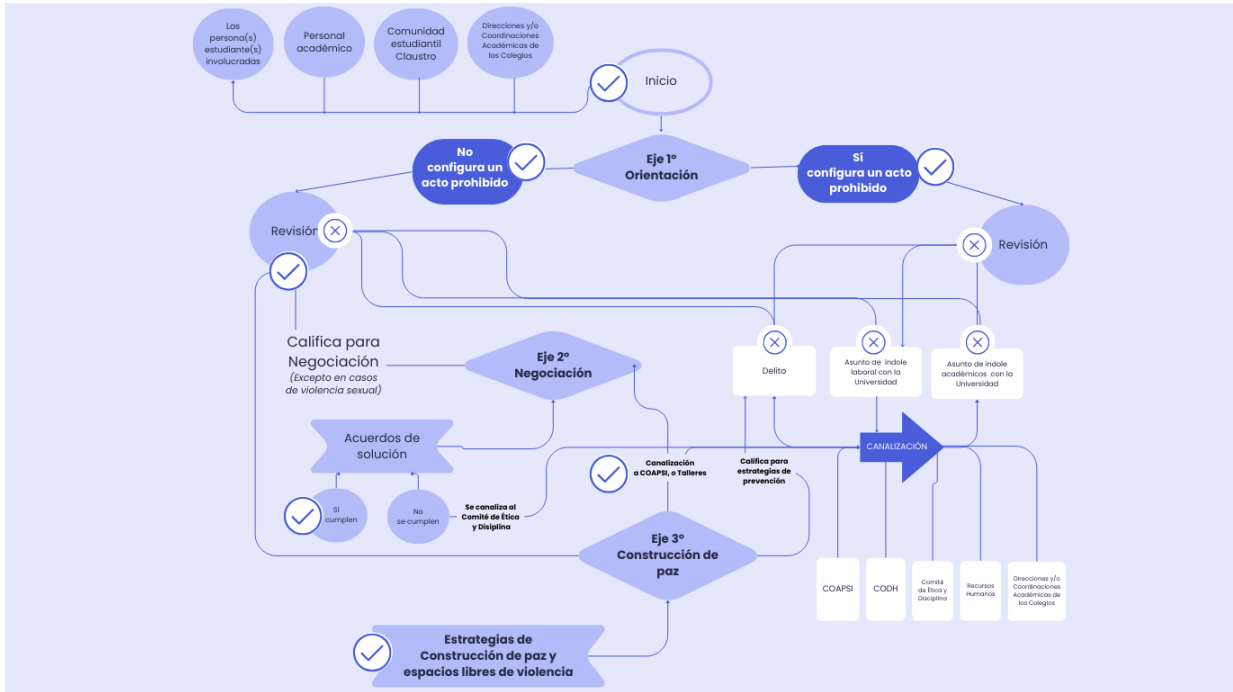 Las
persona(s)
estudiante(s)
involucradas
Personal
académico
Comunidad
estudiantil
Claustro
Direcciones y/o
Coordinaciones
Académicas de
los Colegios
Inicio
No
configura un
acto prohibido
Eje 1º
Orientación
Sí
configura un acto
prohibido
Revisión
Revisión
Califica para
Negociación
(Excepto en casos
de violencia sexual)
Eje 2º
Negociación
Delito
Asunto de índole
laboral con la
Universidad
Asunto de índole
académicos con la
Universidad
Acuerdos de
solución
CANALIZACIÓN
Canalización
a COAPSI, o Talleres
Califica para
estrategias de
prevención
Sí
cumplen
No
se cumplen
Se canaliza al
Comité de Ética
y Disiplina
Eje 3º
Construcción de
paz
COAPSI
CODH
Comité
de Ética y
Disciplina
Recursos
Humanos
Direcciones y/o
Coordinaciones
Académicas de
los Colegios
Estrategias de
Construcción de paz y
espacios libres de violencia